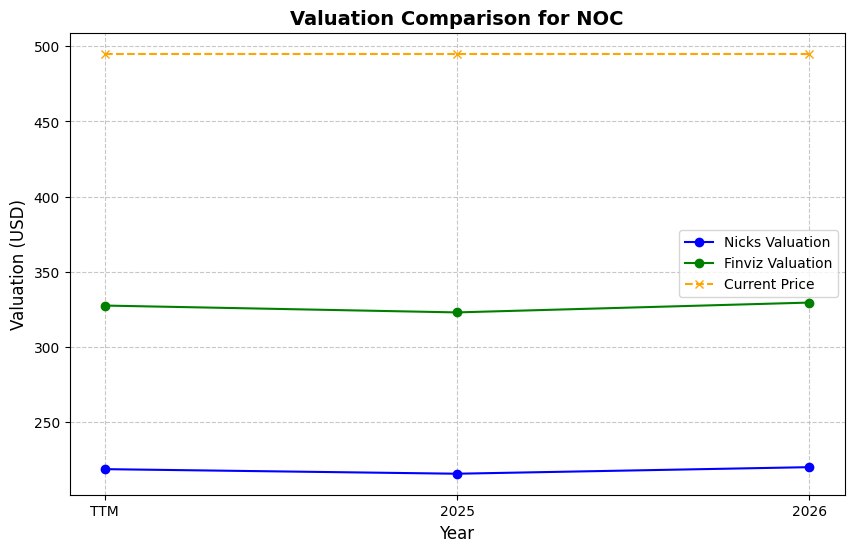 Valuation Comparison for NOC
500
450
400
350
300
250
Valuation (USD)
Nicks Valuation
Finviz Valuation
Current Price
TTM
2025
2026
Year